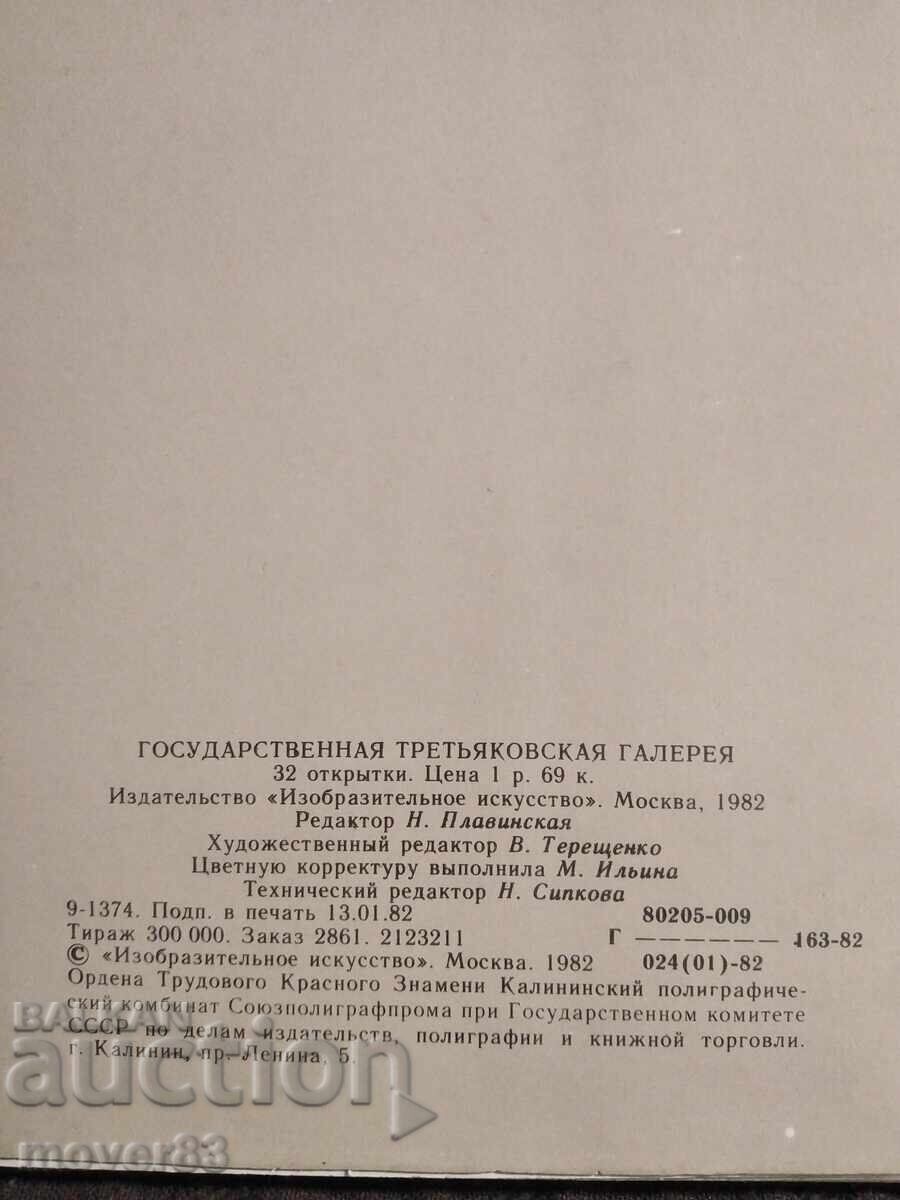 ГОСУДАРСТВЕННАЯ ТРЕТЬЯКОВСКАЯ ГАЛЕРЕЯ
32 открытки. Цена 1 р. 69 к.
Издательство «Изобразительное искусство». Москва, 1982
Редактор Н. Плавинская
Художественный редактор В. Терещенко
Цветную корректуру выполнила М. Ильина
Технический редактор Н. Сипкова
9-1374. Подп. в печать 13.01.82
Тираж 300 000. Заказ 2861. 2123211
© «Изобразительное искусство». Москва. 1982
80205-009
Г ——————— 163-82
024(01)-82
Ордена Трудового Красного Знамени Калининский полиграфиче-
ский комбинат Союзполиграфпрома при Государственном комитете
СССР по делам издательств, полиграфии и книжной торговли.
г. Калинин, пр-Ленина, 5.
BALKAN
auction
mover83